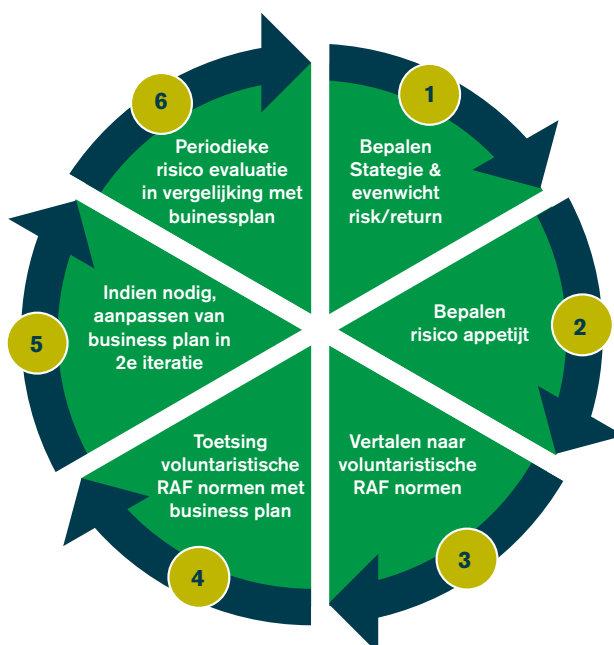 1
Bepalen
Stategie &
evenwicht
risk/return
2
Bepalen
risico appetijt
3
Vertalen naar
voluntaristische
RAF normen
4
Toetsing
voluntaristische
RAF normen met
business plan
5
Indien nodig,
aanpassen van
business plan in
2e iteratie
6
Periodieke
risico evaluatie
in vergelijking met
buinessplan